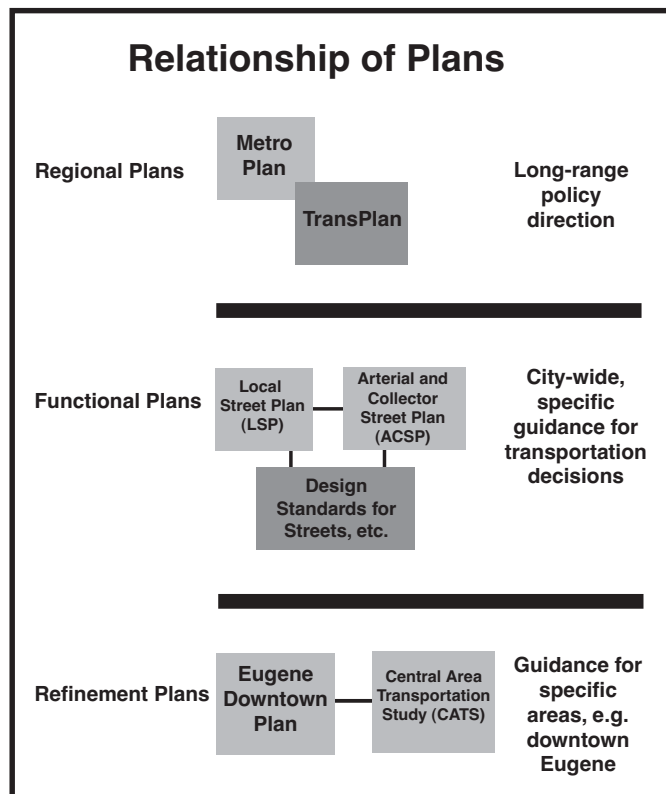 Relationship of Plans
Regional Plans
Metro
Plan
TransPlan
Long-range
policy
direction
Functional Plans
Local
Street Plan
(LSP)
Arterial and
Collector
Street Plan
(ACSP)
Design
Standards for
Streets, etc.
City-wide,
specific
guidance for
transportation
decisions
Refinement Plans
Eugene
Downtown
Plan
Central Area
Transportation
Study (CATS)
Guidance for
specific
areas, e.g.
downtown
Eugene